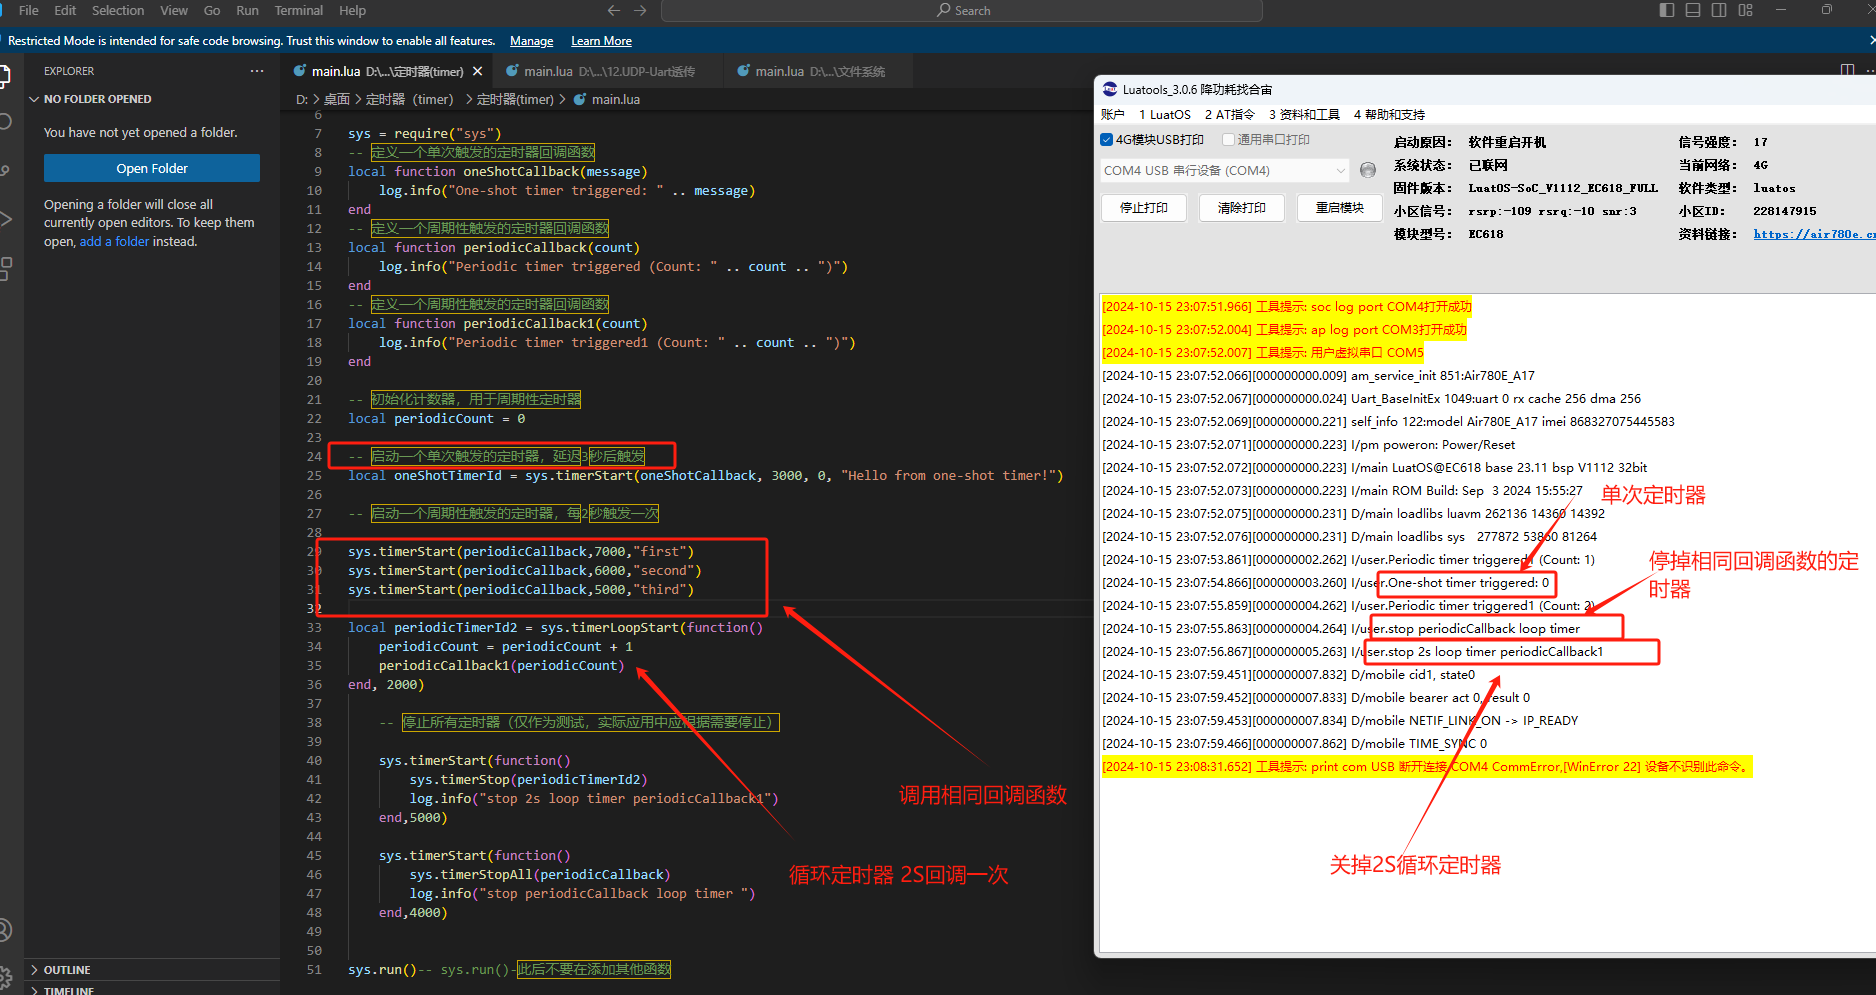 File Edit Selection View Go Run Terminal Help
Search
Restricted Mode is intended for safe code browsing. Trust this window to enable all features. Manage Learn More
EXPLORER
NO FOLDER OPENED
You have not yet opened a folder.
Open Folder
Opening a folder will close all
currently open editors. To keep them
open, add a folder instead.
OUTLINE
TIMELINE
main.lua D:\...\定时器(timer)
main.lua D:\...\12.UDP-Uart透传
main.lua D:\...\文件系统
D: > 桌面 > 定时器（timer） > 定时器(timer) > main.lua
6
7 sys = require("sys")
8 -- 定义一个单次触发的定时器回调函数
9 local function oneShotCallback(message)
10 log.info("One-shot timer triggered: " .. message)
11 end
12 -- 定义一个周期性触发的定时器回调函数
13 local function periodicCallback(count)
14 log.info("Periodic timer triggered (Count: " .. count .. ")")
15 end
16 -- 定义一个周期性触发的定时器回调函数
17 local function periodicCallback1(count)
18 log.info("Periodic timer triggered1 (Count: " .. count .. ")")
19 end
20
21 -- 初始化计数器，用于周期性定时器
22 local periodicCount = 0
23
24 -- 启动一个单次触发的定时器，延迟3秒后触发
25 local oneShotTimerId = sys.timerStart(oneShotCallback, 3000, 0, "Hello from one-shot timer!")
26
27 -- 启动一个周期性触发的定时器，每2秒触发一次
28
29 sys.timerStart(periodicCallback,7000,"first")
30 sys.timerStart(periodicCallback,6000,"second")
31 sys.timerStart(periodicCallback,5000,"third")
32
33 local periodicTimerId2 = sys.timerLoopStart(function()
34 periodicCount = periodicCount + 1
35 periodicCallback1(periodicCount)
36 end, 2000)
37
38 -- 停止所有定时器（仅作为测试，实际应用中应根据需要停止）
39
40 sys.timerStart(function()
41 sys.timerStop(periodicTimerId2)
42 log.info("stop 2s loop timer periodicCallback1")
43 end,5000)
44
45 sys.timerStart(function()
46 sys.timerStopAll(periodicCallback)
47 log.info("stop periodicCallback loop timer ")
48 end,4000)
49
50
51 sys.run()-- sys.run()-此后不要在添加其他函数
调用相同回调函数
循环定时器 2S回调一次
Luatools_3.0.6 降功耗找合宙
账户 1 LuatOS 2 AT指令 3 资料和工具 4 帮助和支持
4G模块USB打印 通用串口打印
COM4 USB 串行设备 (COM4)
停止打印 清除打印 重启模块
启动原因: 软件重启开机 信号强度: 17
系统状态: 已联网 当前网络: 4G
固件版本: LuatOS-SoC_V1112_EC618_FULL 软件类型: luatos
小区信号: rsrp:-109 rsrq:-10 snr:3 小区ID: 228147915
模块型号: EC618 资料链接: https://air780e.c
[2024-10-15 23:07:51.966] 工具提示: soc log port COM4打开成功
[2024-10-15 23:07:52.004] 工具提示: ap log port COM3打开成功
[2024-10-15 23:07:52.007] 工具提示: 用户虚拟串口 COM5
[2024-10-15 23:07:52.066][000000000.009] am_service_init 851:Air780E_A17
[2024-10-15 23:07:52.067][000000000.024] Uart_BaseInitEx 1049:uart 0 rx cache 256 dma 256
[2024-10-15 23:07:52.069][000000000.221] self_info 122:model Air780E_A17 imei 868327075445583
[2024-10-15 23:07:52.071][000000000.223] I/pm poweron: Power/Reset
[2024-10-15 23:07:52.072][000000000.223] I/main LuatOS@EC618 base 23.11 bsp V1112 32bit
[2024-10-15 23:07:52.073][000000000.223] I/main ROM Build: Sep 3 2024 15:55:27
[2024-10-15 23:07:52.075][000000000.231] D/main loadlibs luavm 262136 14360 14392
[2024-10-15 23:07:52.076][000000000.231] D/main loadlibs sys 277872 53860 81264
[2024-10-15 23:07:53.861][000000002.262] I/user.Periodic timer triggered1 (Count: 1)
[2024-10-15 23:07:54.866][000000003.260] I/user.One-shot timer triggered: 0
[2024-10-15 23:07:55.859][000000004.262] I/user.Periodic timer triggered1 (Count: 2)
[2024-10-15 23:07:55.863][000000004.264] I/user.stop periodicCallback loop timer
[2024-10-15 23:07:56.867][000000005.263] I/user.stop 2s loop timer periodicCallback1
[2024-10-15 23:07:59.451][000000007.832] D/mobile cid1, state0
[2024-10-15 23:07:59.452][000000007.833] D/mobile bearer act 0, result 0
[2024-10-15 23:07:59.453][000000007.834] D/mobile NETIF_LINK_ON -> IP_READY
[2024-10-15 23:07:59.466][000000007.862] D/mobile TIME_SYNC 0
[2024-10-15 23:08:31.652] 工具提示: print com USB 断开连接 COM4 CommError,[WinError 22] 设备不识别此命令。
单次定时器
停掉相同回调函数的定
时器
关掉2S循环定时器